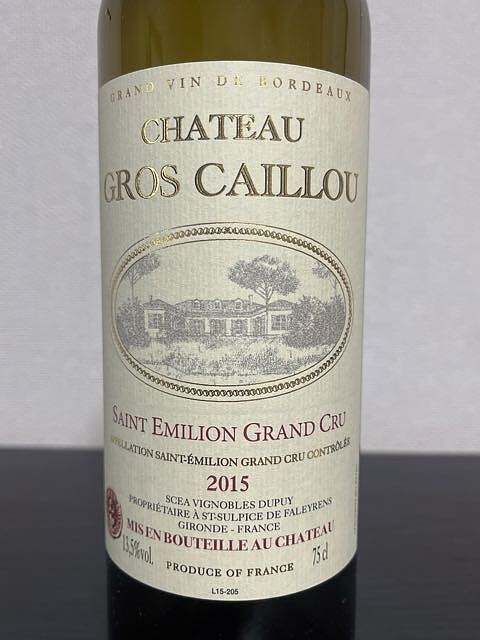 GRAND VIN DE BORDEAUX
CHATEAU
GROS CAILLOU
SAINT EMILION GRAND CRU
APPELLATION SAINT-ÉMILION GRAND CRU CONTRÔLÉE
2015
SCEA VIGNOBLES DUPUY
PROPRIÉTAIRE À ST-SULPICE DE FALEYRENS
GIRONDE - FRANCE
MIS EN BOUTEILLE AU CHATEAU
13,5%vol. 75 cl
PRODUCE OF FRANCE
L15-205